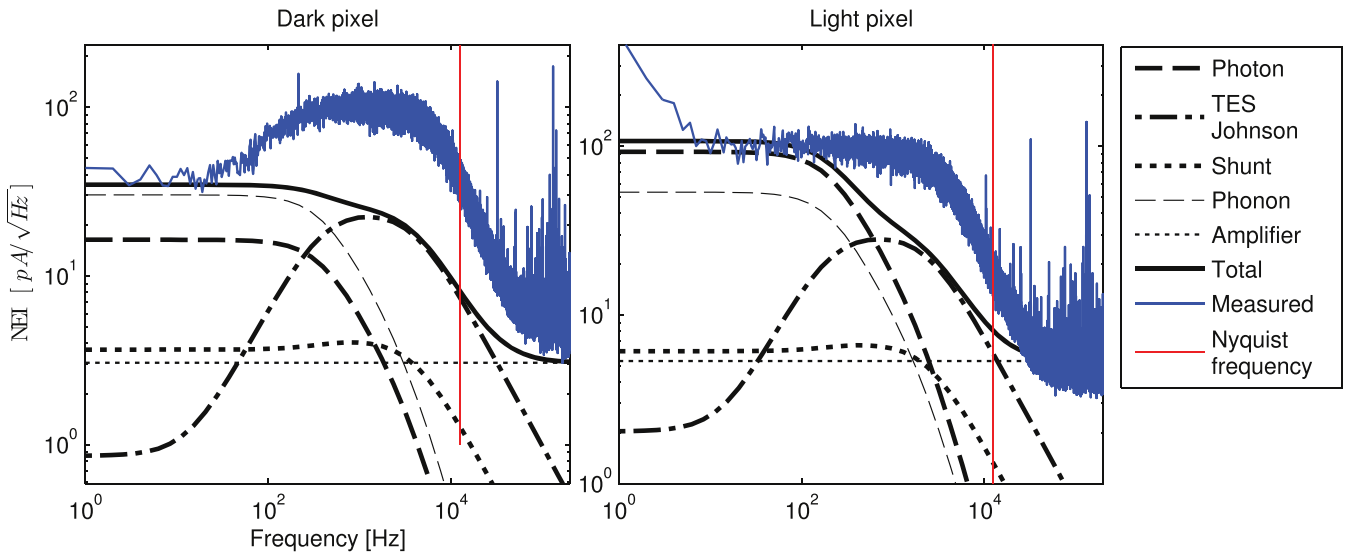 Dark pixel
Light pixel
NEI [pA/√Hz]
10^2
10^1
10^0
10^0
10^2
10^4
Frequency [Hz]
10^2
10^1
10^0
10^0
10^2
10^4
Photon
TES
Johnson
Shunt
Phonon
Amplifier
Total
Measured
Nyquist
frequency